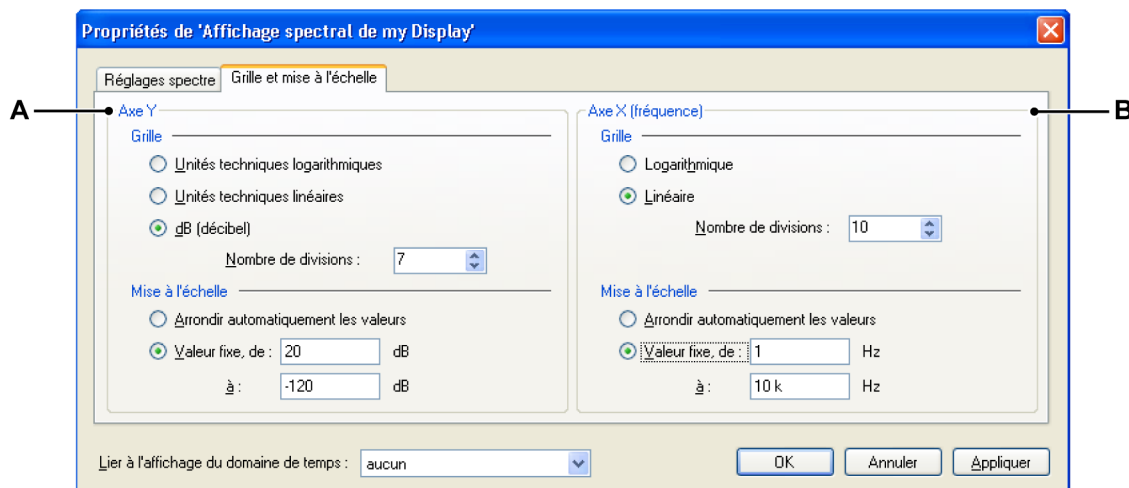 Propriétés de 'Affichage spectral de my Display'
Réglages spectre
Grille et mise à l'échelle
A
B
Axe Y
Grille
Unités techniques logarithmiques
Unités techniques linéaires
dB (décibel)
Nombre de divisions : 7
Mise à l'échelle
Arrondir automatiquement les valeurs
Valeur fixe, de : 20 dB
à : -120 dB
Axe X (fréquence)
Grille
Logarithmique
Linéaire
Nombre de divisions : 10
Mise à l'échelle
Arrondir automatiquement les valeurs
Valeur fixe, de : 1 Hz
à : 10 k Hz
Lier à l'affichage du domaine de temps : aucun
OK
Annuler
Appliquer